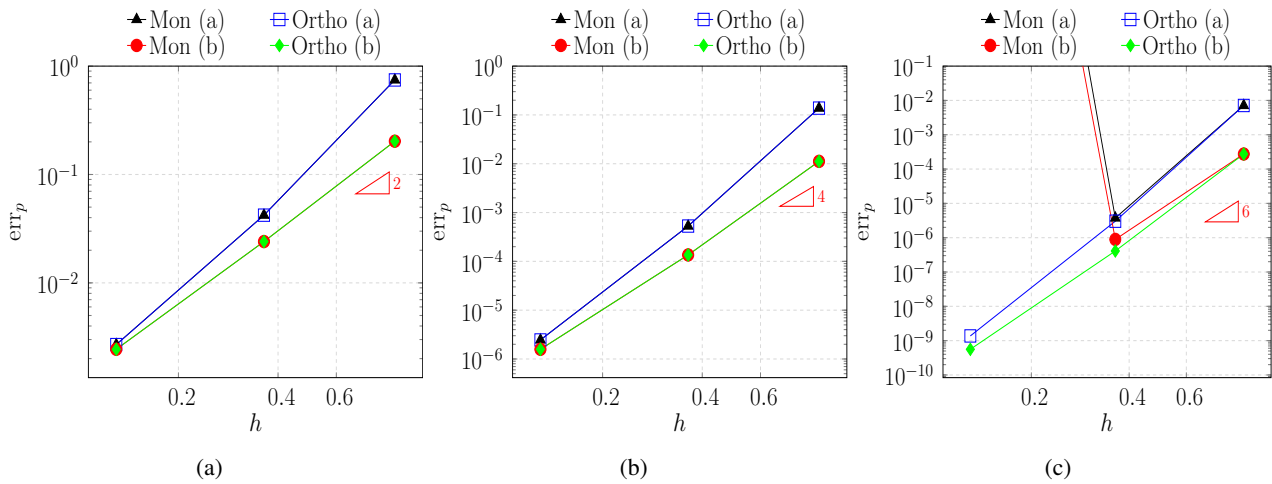 Mon (a) Ortho (a)
Mon (b) Ortho (b)
10^0
10^-1
10^-2
err_p
2
0.2 0.4 0.6
h
(a)
Mon (a) Ortho (a)
Mon (b) Ortho (b)
10^0
10^-1
10^-2
10^-3
10^-4
10^-5
10^-6
err_p
4
0.2 0.4 0.6
h
(b)
Mon (a) Ortho (a)
Mon (b) Ortho (b)
10^-1
10^-2
10^-3
10^-4
10^-5
10^-6
10^-7
10^-8
10^-9
10^-10
err_p
6
0.2 0.4 0.6
h
(c)